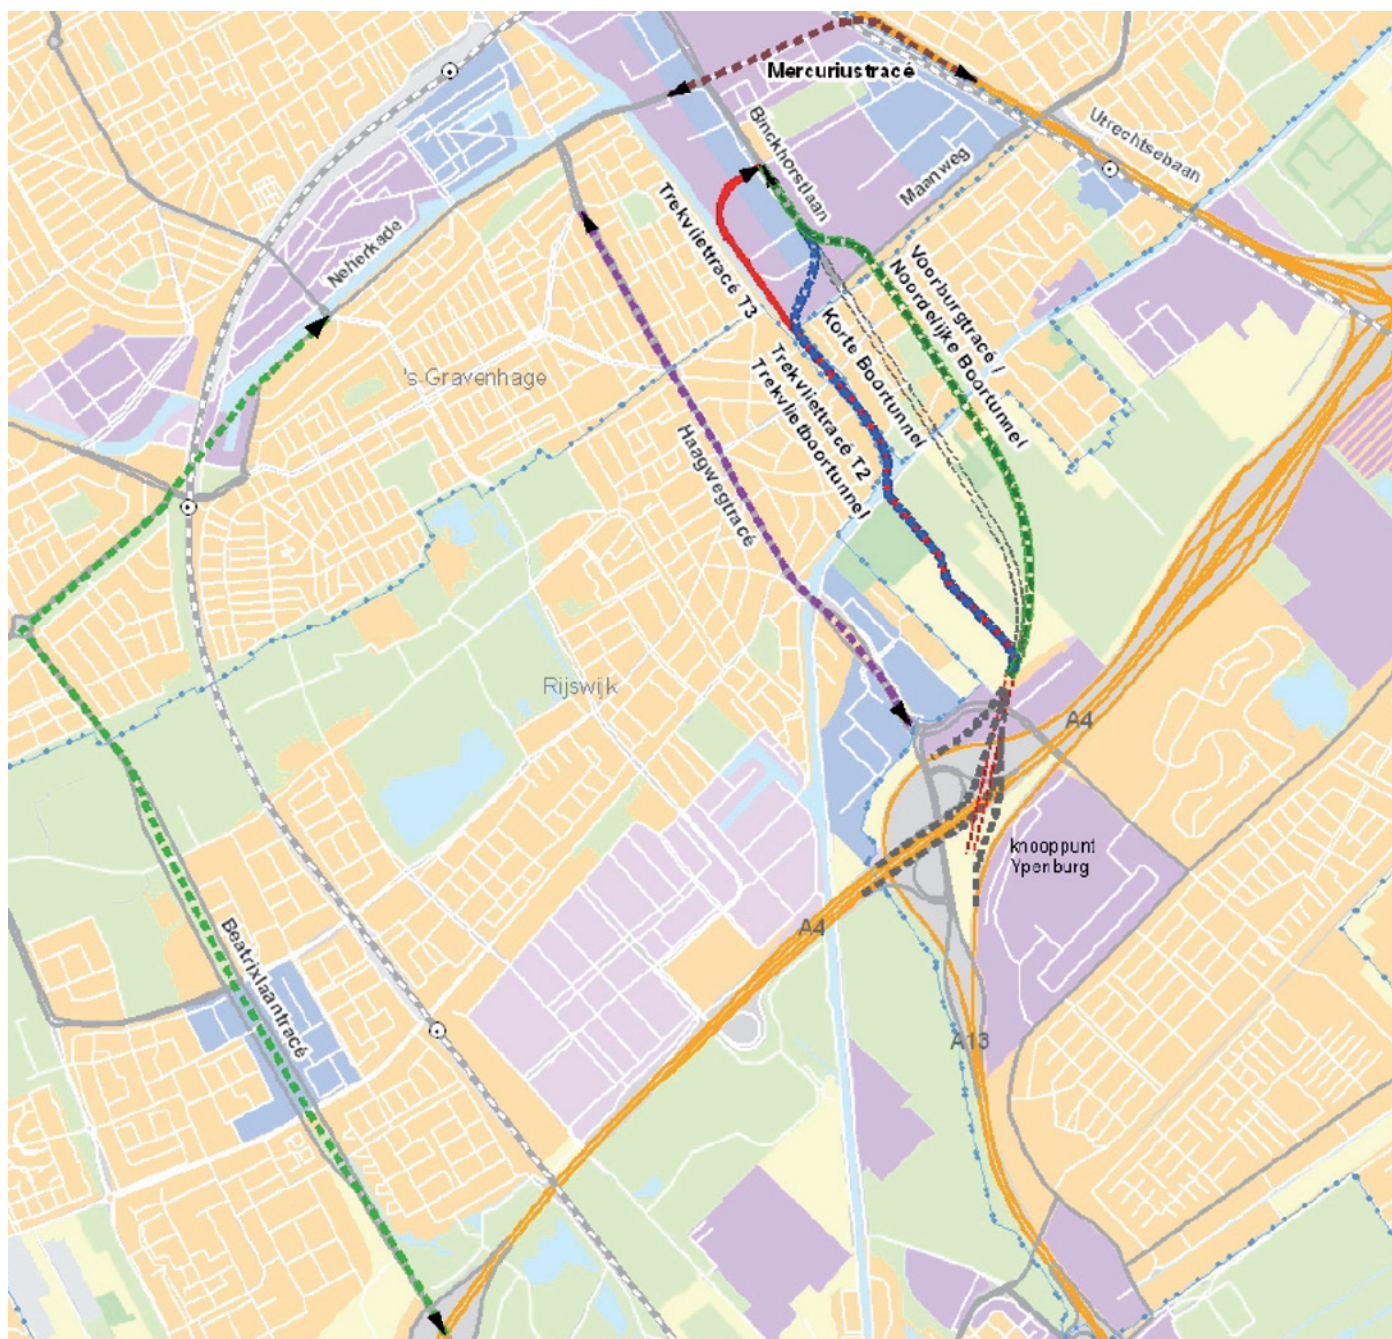 Mercuriustracé
Utrechtsebaan
Binckhorstlaan
Maanweg
Neherkade
Trekvliettracé T3
Voorburgtracé /
Noordelijke Boortunnel
Korte Boortunnel
Trekvliettracé T2
Trekvlietboortunnel
's Gravenhage
Haagwegtracé
Rijswijk
A4
knooppunt
Ypenburg
A4
Beatrixlaantracé
A13